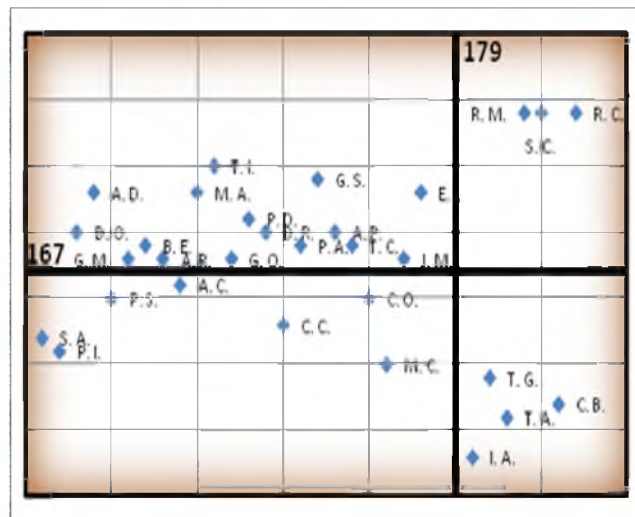 179
R. M.
R. C.
S. C.
T. I.
G. S.
A. D.
M. A.
E.
P. D.
D. O.
D. R.
A. P.
B. E.
P. A.
T. C.
167
G. M.
A. R.
G. O.
I. M.
A. C.
P. S.
C. O.
C. C.
S. A.
P. I.
M. C.
T. G.
C. B.
T. A.
I. A.